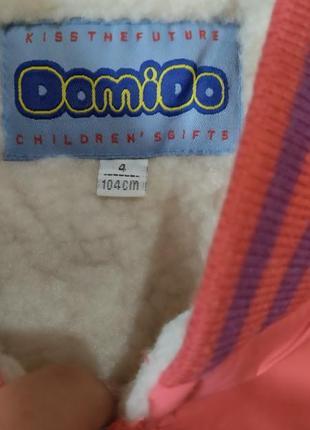 KISSTHEFUTURE
DomiDo
CHILDREN'SGIFTS
4
104cm